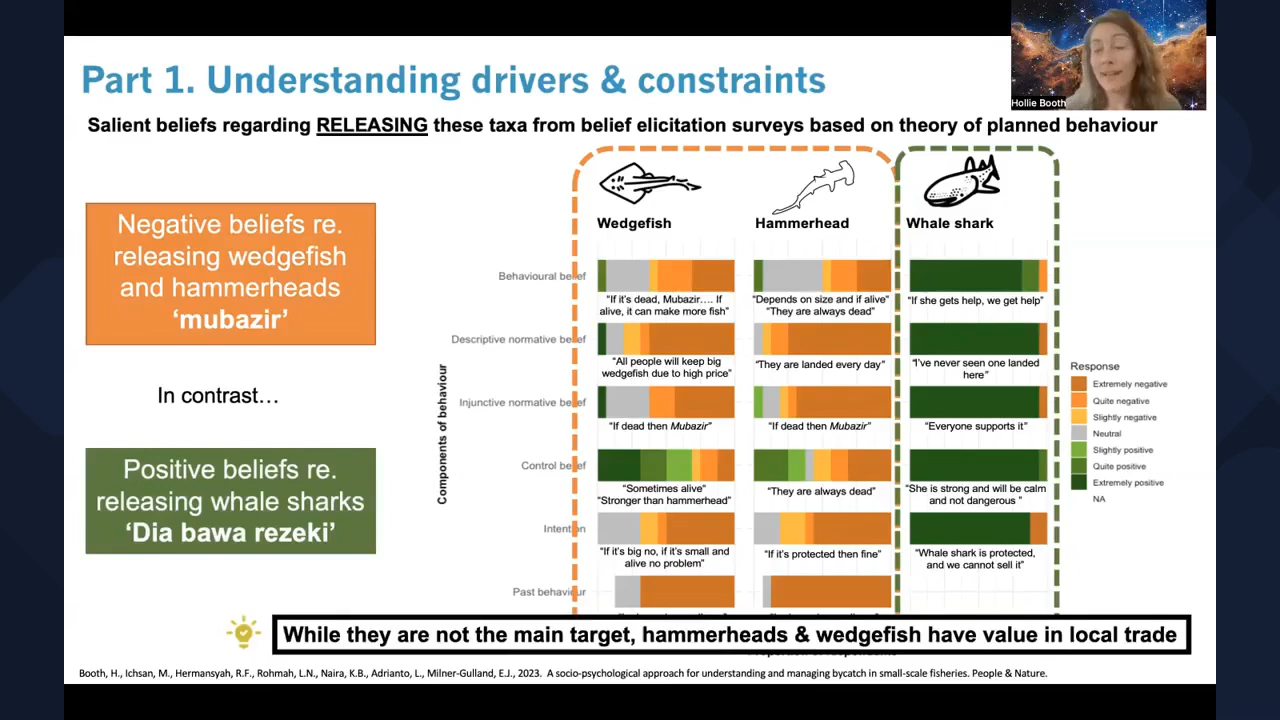 Hollie Booth
Part 1. Understanding drivers & constraints
Salient beliefs regarding RELEASING these taxa from belief elicitation surveys based on theory of planned behaviour
Negative beliefs re.
releasing wedgefish
and hammerheads
‘mubazir’
In contrast…
Positive beliefs re.
releasing whale sharks
‘Dia bawa rezeki’
Wedgefish
Hammerhead
Whale shark
Components of behaviour
Behavioural belief
“If it’s dead, Mubazir…. If
alive, it can make more fish”
“Depends on size and if alive”
“They are always dead”
“If she gets help, we get help”
Descriptive normative belief
“All people will keep big
wedgefish due to high price”
“They are landed every day”
“I’ve never seen one landed
here”
Injunctive normative belief
“If dead then Mubazir”
“If dead then Mubazir”
“Everyone supports it”
Control belief
“Sometimes alive”
“Stronger than hammerhead”
“They are always dead”
“She is strong and will be calm
and not dangerous ”
Intention
“If it’s big no, if it’s small and
alive no problem”
“If it’s protected then fine”
“Whale shark is protected,
and we cannot sell it”
Past behaviour
Response
Extremely negative
Quite negative
Slightly negative
Neutral
Slightly positive
Quite positive
Extremely positive
NA
While they are not the main target, hammerheads & wedgefish have value in local trade
Booth, H., Ichsan, M., Hermansyah, R.F., Rohmah, L.N., Naira, K.B., Adrianto, L., Milner-Gulland, E.J., 2023. A socio-psychological approach for understanding and managing bycatch in small-scale fisheries. People & Nature.